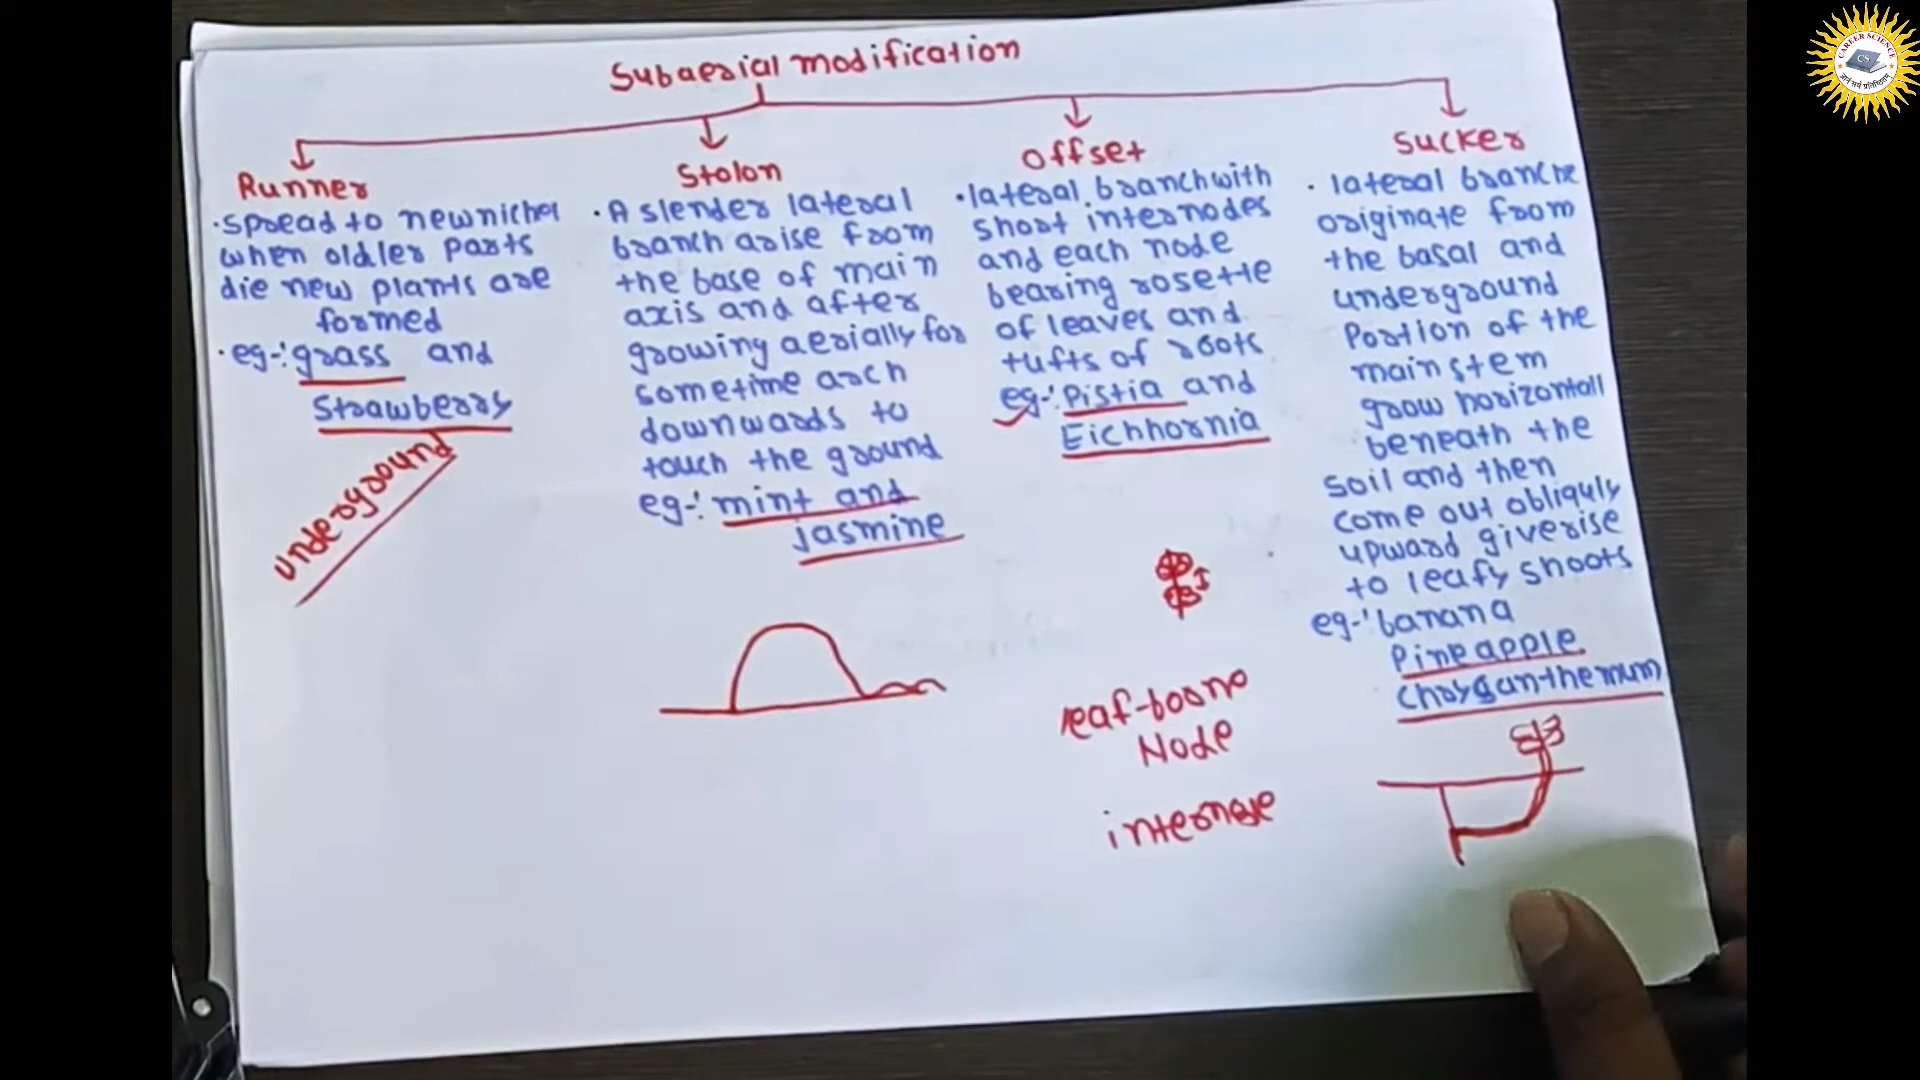 Subaerial modification
Runner
·spread to new niches
when oldler parts
die new plants are
formed
·eg-:grass and
Strawberry
Underground
Stolon
·A slender lateral
branch arise from
the base of main
axis and after
growing aerially for
sometime arch
downwards to
touch the ground
eg-:mint and
jasmine
Offset
·lateral branch with
short internodes
and each node
bearing rosette
of leaves and
tufts of roots
eg-:Pistia and
Eichhornia
leaf-borne
Node
Sucker
·lateral branche
originate from
the basal and
underground
Portion of the
main stem
grow horizontall
beneath the
soil and then
come out obliquly
upward giverise
to leafy shoots
eg-:banana
Pineapple.
CAREER SCIENCE
CS